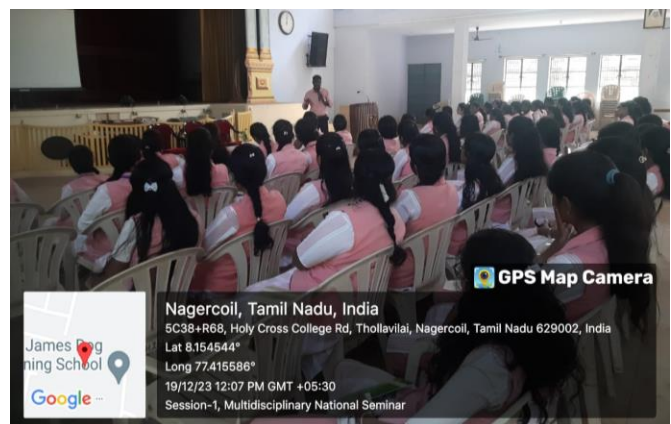 GPS Map Camera
Nagercoil, Tamil Nadu, India
5C38+R68, Holy Cross College Rd, Thollavilai, Nagercoil, Tamil Nadu 629002, India
Lat 8.154544°
Long 77.415586°
19/12/23 12:07 PM GMT +05:30
Session-1, Multidisciplinary National Seminar
James Dog
ning School
Google